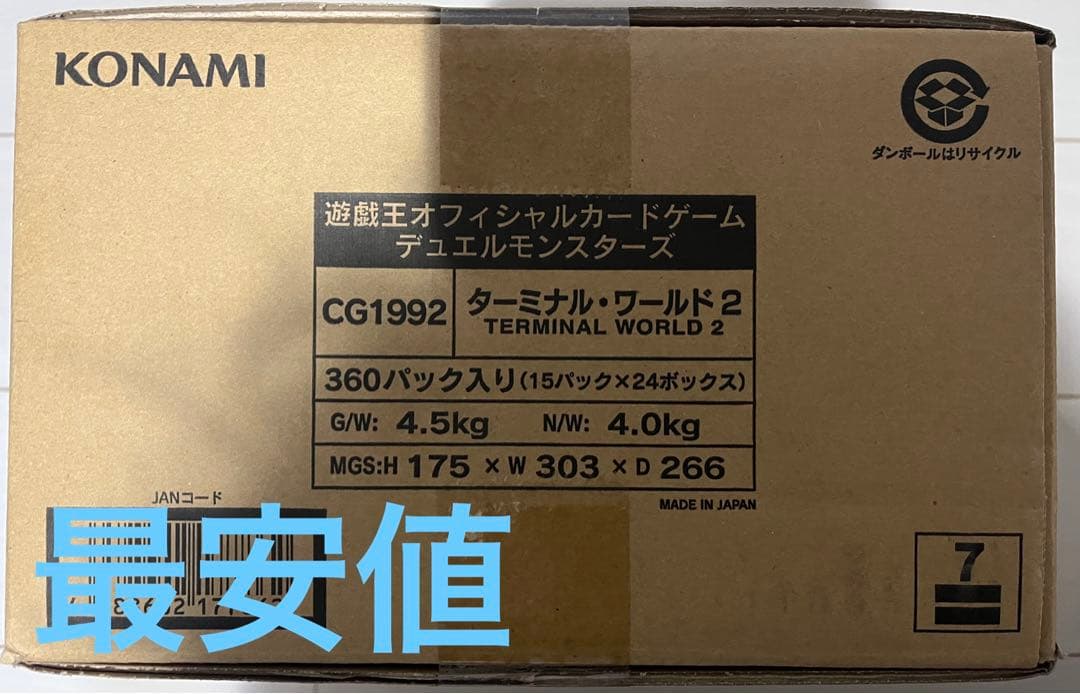 KONAMI
ダンボールはリサイクル
遊戯王オフィシャルカードゲーム
デュエルモンスターズ
CG1992
ターミナル・ワールド2
TERMINAL WORLD 2
360パック入り(15パック×24ボックス)
G/W: 4.5kg N/W: 4.0kg
MGS:H 175 × W 303 × D 266
MADE IN JAPAN
JANコード
最安値
7